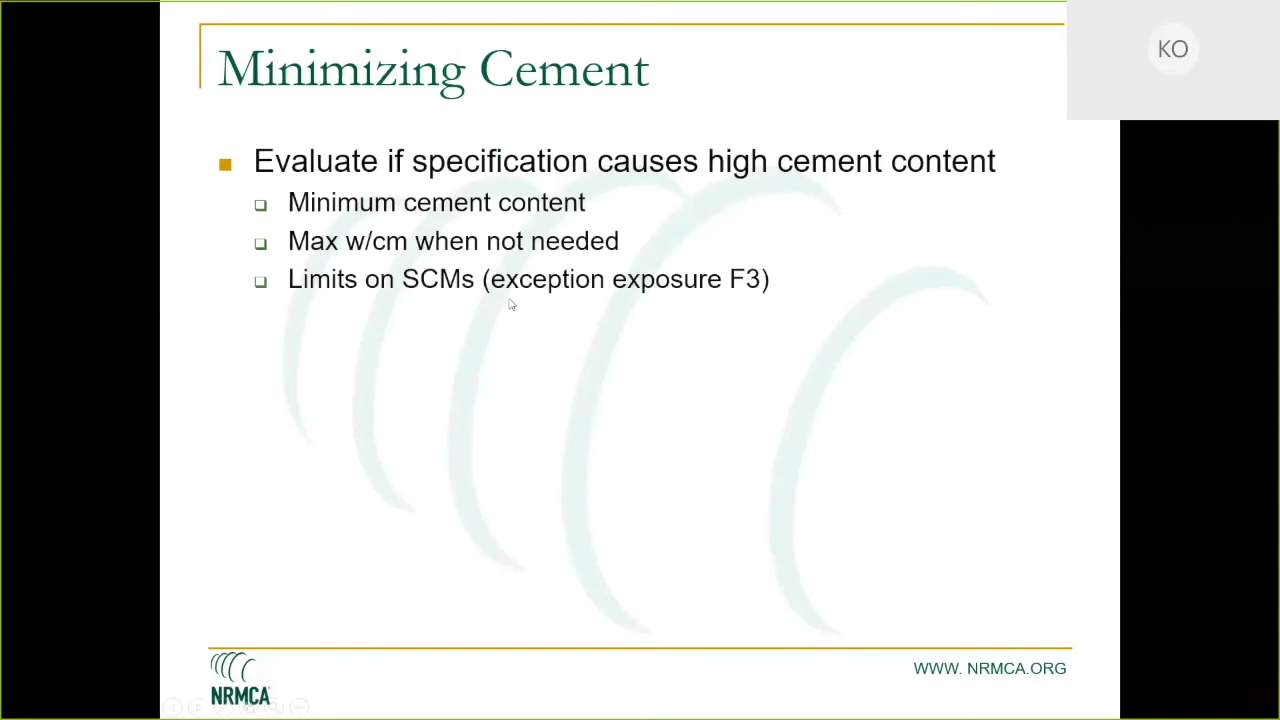 Minimizing Cement
KO
Evaluate if specification causes high cement content
Minimum cement content
Max w/cm when not needed
Limits on SCMs (exception exposure F3)
WWW. NRMCA.ORG
NRMCA